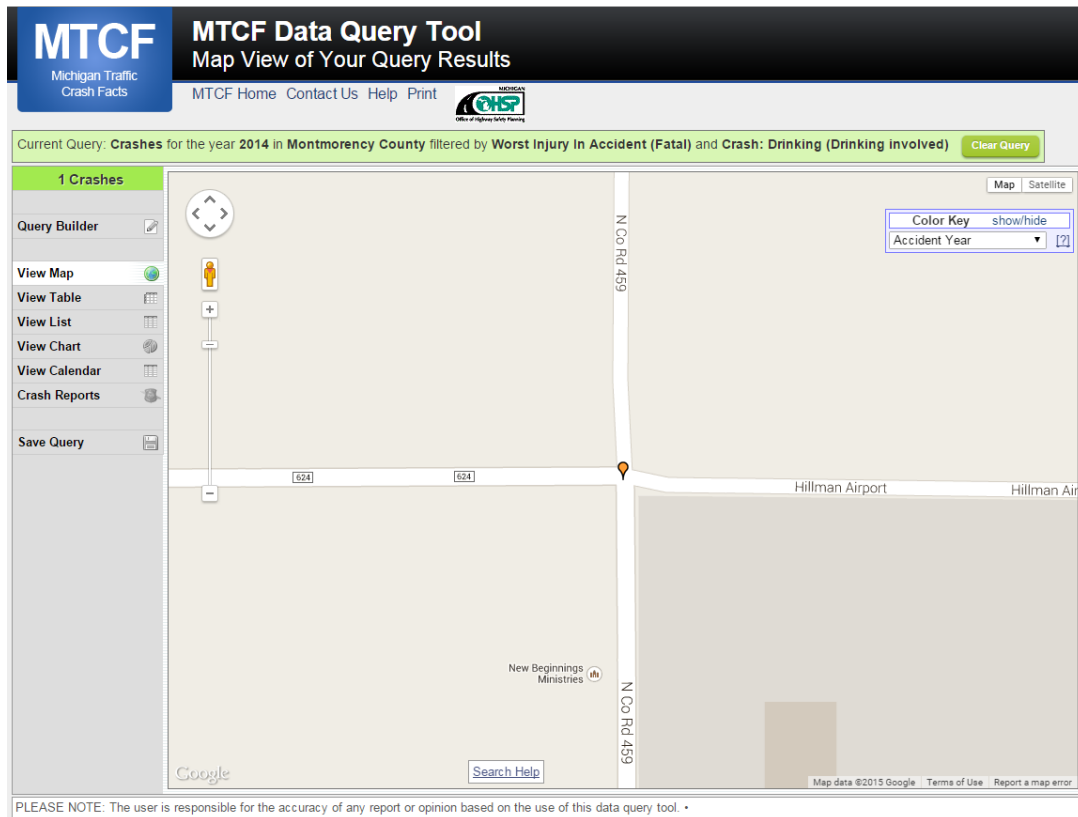 MTCF
Michigan Traffic
Crash Facts
MTCF Data Query Tool
Map View of Your Query Results
MTCF Home Contact Us Help Print
MICHIGAN
OHSP
Office of Highway Safety Planning
Current Query: Crashes for the year 2014 in Montmorency County filtered by Worst Injury In Accident (Fatal) and Crash: Drinking (Drinking involved)
Clear Query
1 Crashes
Query Builder
View Map
View Table
View List
View Chart
View Calendar
Crash Reports
Save Query
Map Satellite
Color Key show/hide
Accident Year [?]
N Co Rd 459
+
624
624
Hillman Airport
Hillman Air
−
New Beginnings
Ministries
N Co Rd 459
Google
Search Help
Map data ©2015 Google Terms of Use Report a map error
PLEASE NOTE: The user is responsible for the accuracy of any report or opinion based on the use of this data query tool. •